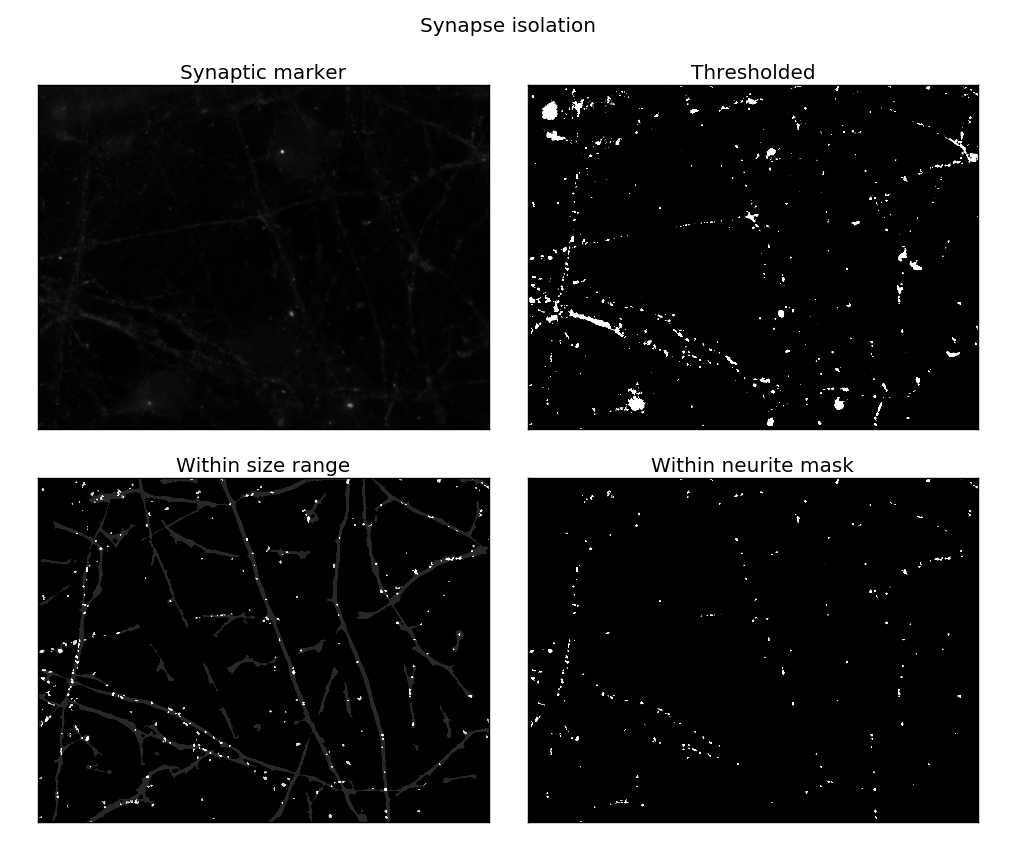 Synapse isolation
Synaptic marker
Thresholded
Within size range
Within neurite mask